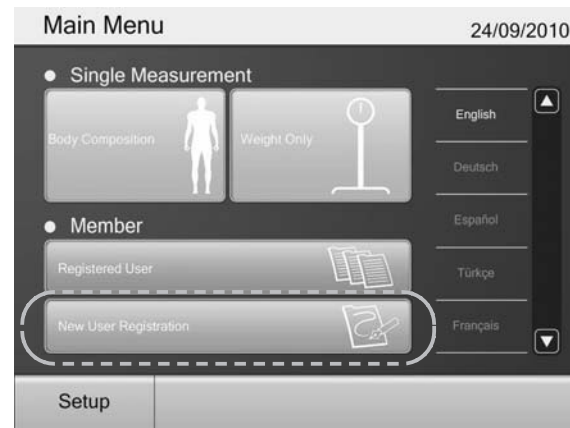 Main Menu
24/09/2010
Single Measurement
Body Composition
Weight Only
English
Deutsch
Español
Türkçe
Français
Member
Registered User
New User Registration
Setup